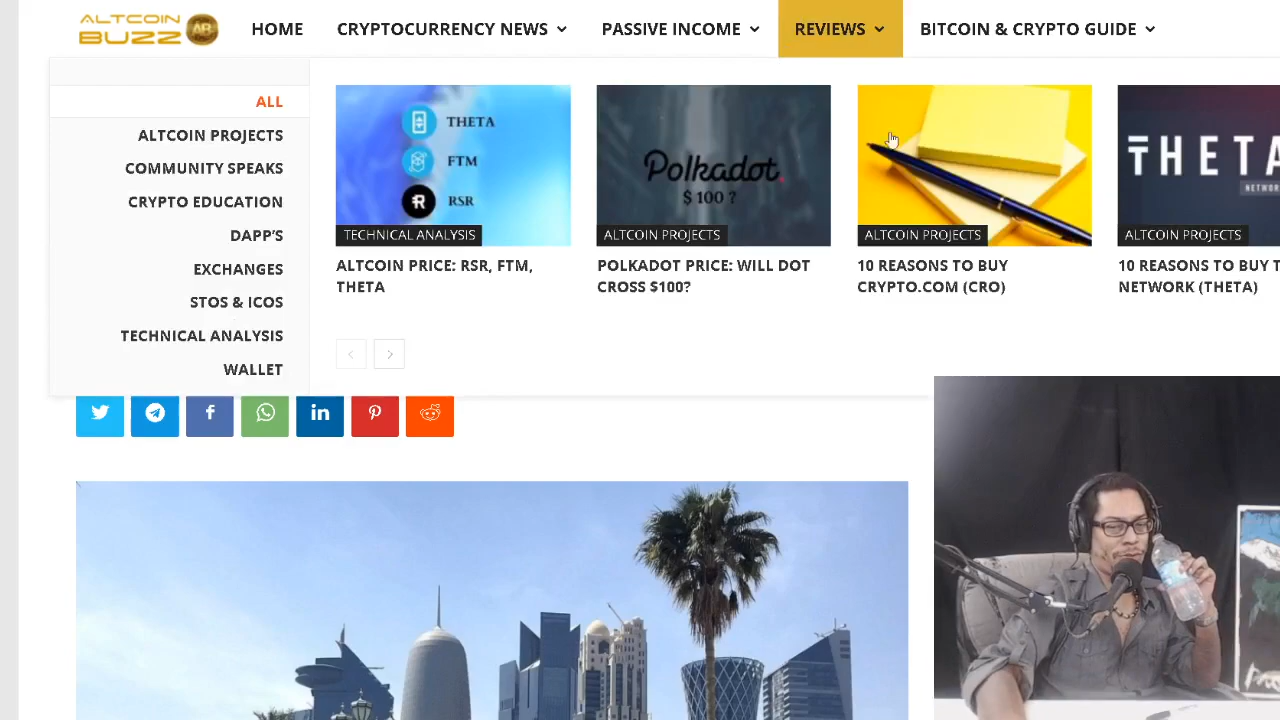 ALTCOIN
BUZZ AB
HOME
CRYPTOCURRENCY NEWS
PASSIVE INCOME
REVIEWS
BITCOIN & CRYPTO GUIDE
ALL
ALTCOIN PROJECTS
COMMUNITY SPEAKS
CRYPTO EDUCATION
DAPP'S
EXCHANGES
STOS & ICOS
TECHNICAL ANALYSIS
WALLET
THETA
FTM
RSR
TECHNICAL ANALYSIS
ALTCOIN PRICE: RSR, FTM,
THETA
Polkadot.
$ 100 ?
ALTCOIN PROJECTS
POLKADOT PRICE: WILL DOT
CROSS $100?
ALTCOIN PROJECTS
10 REASONS TO BUY
CRYPTO.COM (CRO)
THETA
NETWOR
ALTCOIN PROJECTS
10 REASONS TO BUY T
NETWORK (THETA)